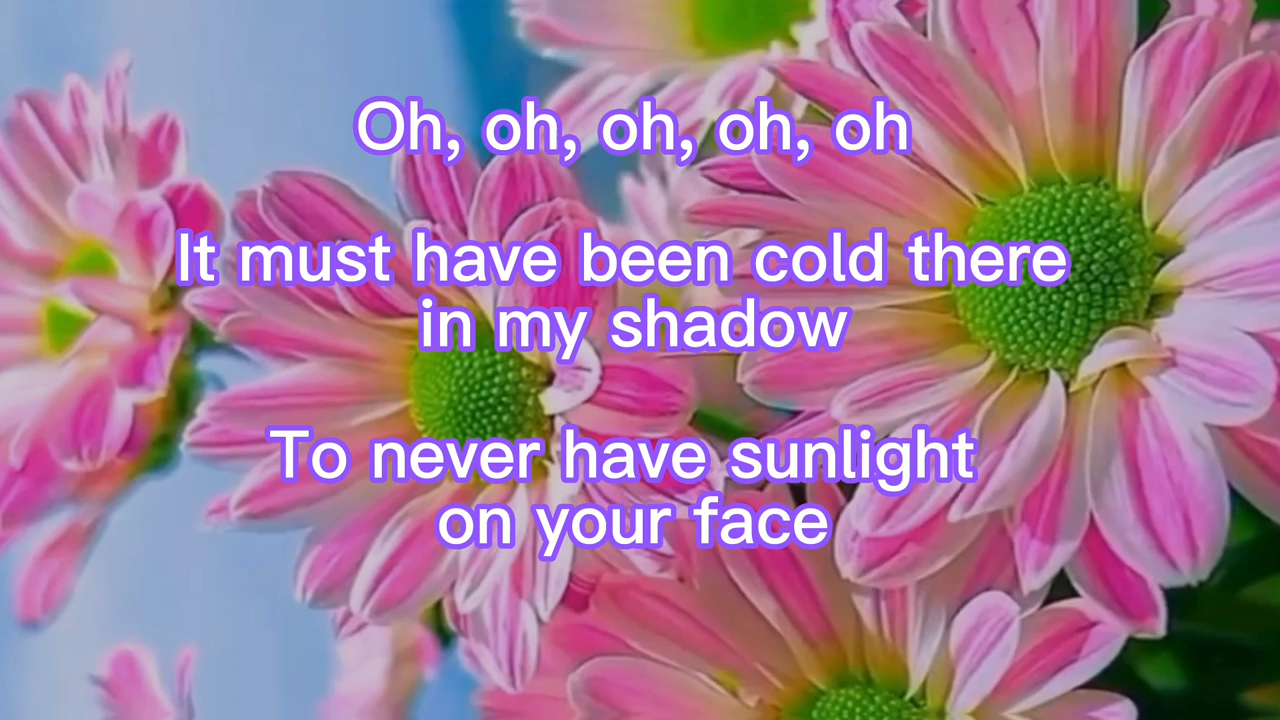 Oh, oh, oh, oh, oh
It must have been cold there
in my shadow
To never have sunlight
on your face